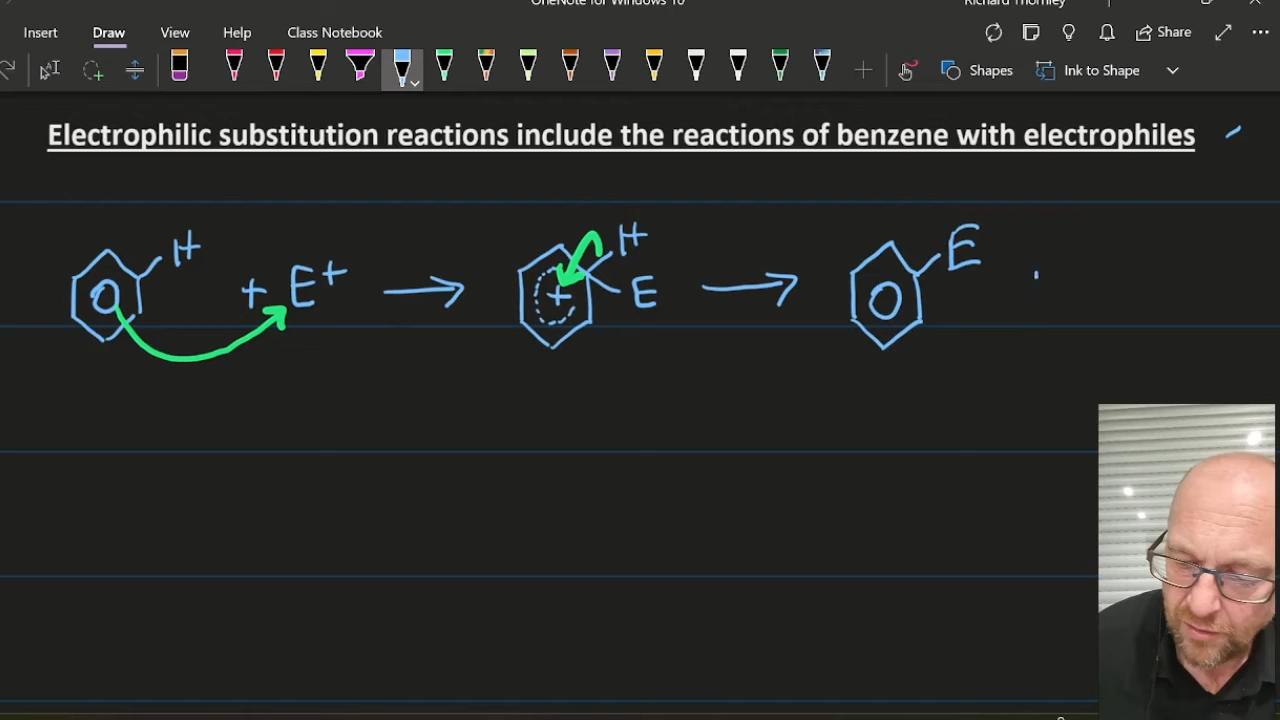 OneNote for Windows 10
Richard Thornley
Insert Draw View Help Class Notebook Share
Shapes Ink to Shape
Electrophilic substitution reactions include the reactions of benzene with electrophiles
H + E+ → H E + → E